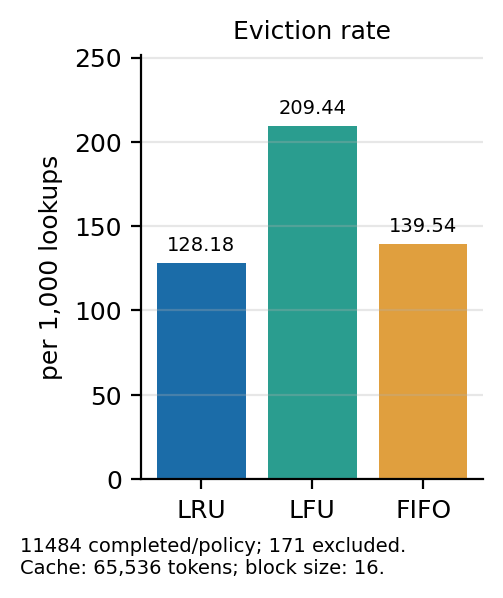 Eviction rate
per 1,000 lookups
250
200
150
100
50
0
128.18
209.44
139.54
LRU
LFU
FIFO
11484 completed/policy; 171 excluded.
Cache: 65,536 tokens; block size: 16.